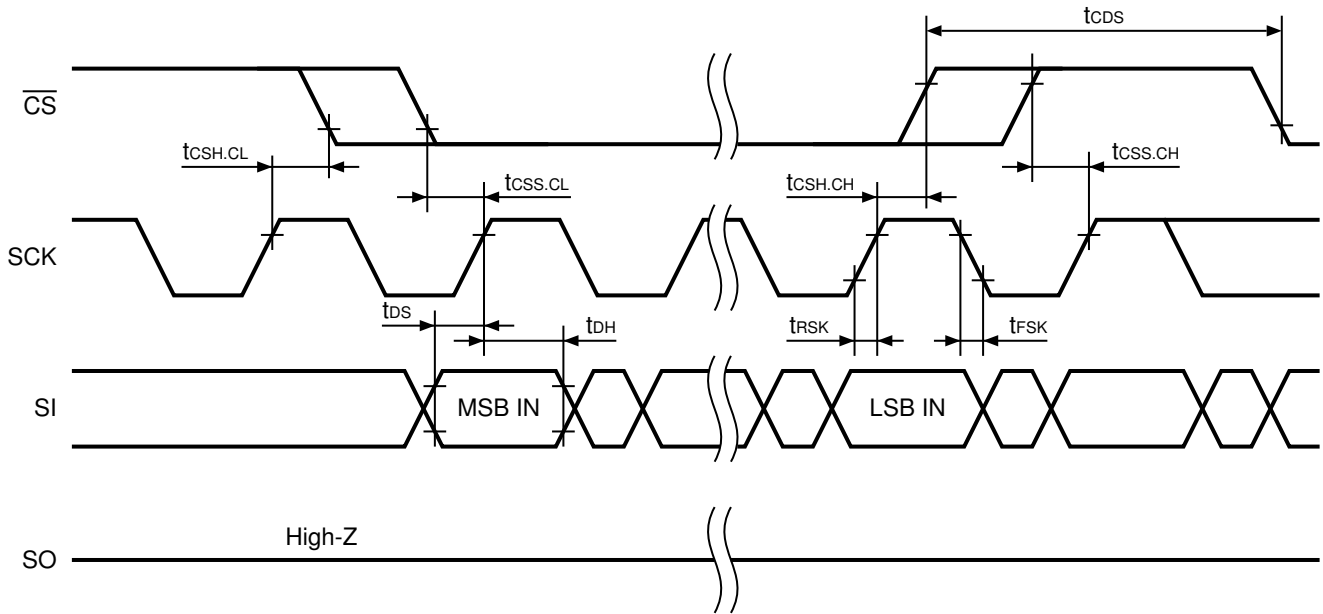 tCDS
CS
tCSH.CL
tCSS.CL
tCSH.CH
tCSS.CH
SCK
tDS
tDH
tRSK
tFSK
SI
MSB IN
LSB IN
High-Z
SO